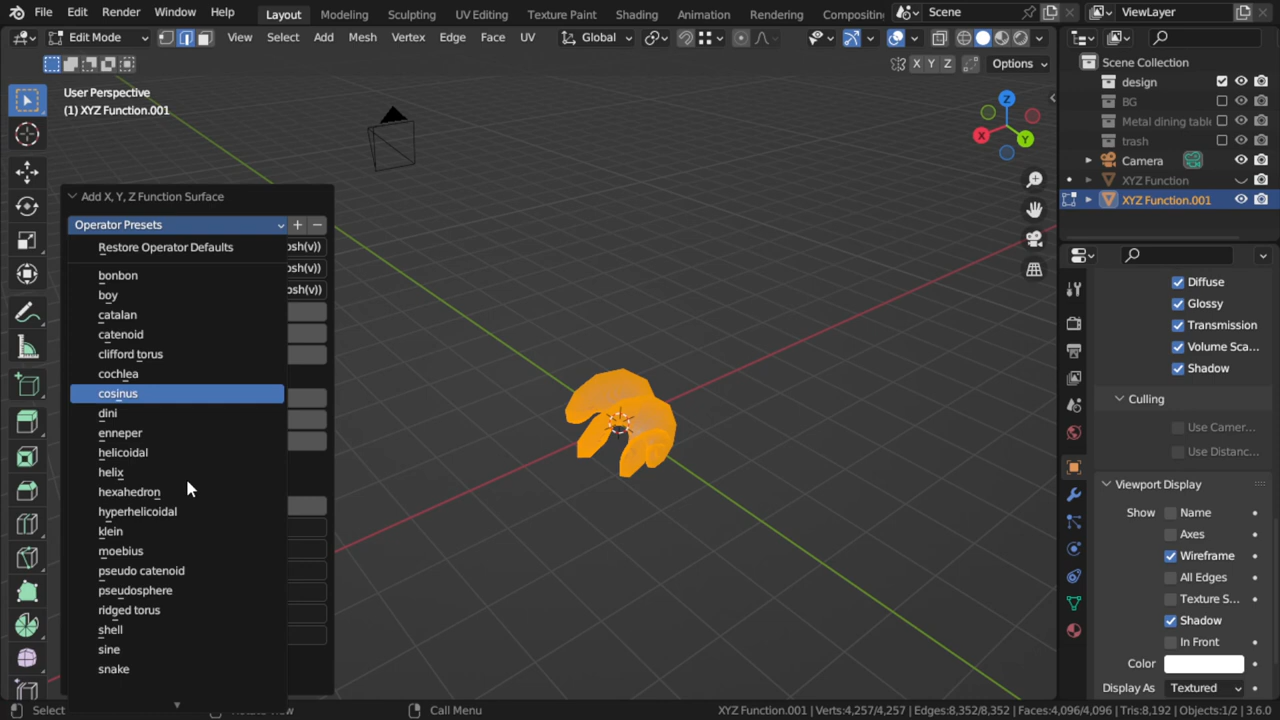 File Edit Render Window Help Layout Modeling Sculpting UV Editing Texture Paint Shading Animation Rendering Compositing Scene ViewLayer
Edit Mode View Select Add Mesh Vertex Edge Face UV Global
X Y Z Options
User Perspective
(1) XYZ Function.001
Z
X
Y
Scene Collection
design
BG
Metal dining table
trash
Camera
XYZ Function
XYZ Function.001
Add X, Y, Z Function Surface
Operator Presets
Restore Operator Defaults
osh(v))
osh(v))
osh(v))
bonbon
boy
catalan
catenoid
clifford torus
cochlea
cosinus
dini
enneper
helicoidal
helix
hexahedron
hyperhelicoidal
klein
moebius
pseudo catenoid
pseudosphere
ridged torus
shell
sine
snake
Diffuse
Glossy
Transmission
Volume Sca...
Shadow
Culling
Use Camer...
Use Distanc...
Viewport Display
Show Name
Axes
Wireframe
All Edges
Texture S...
Shadow
In Front
Color
Display As Textured
Select Call Menu XYZ Function.001 | Verts:4,257/4,257 | Edges:8,352/8,352 | Faces:4,096/4,096 | Tris:8,192 | Objects:1/2 | 3.6.0